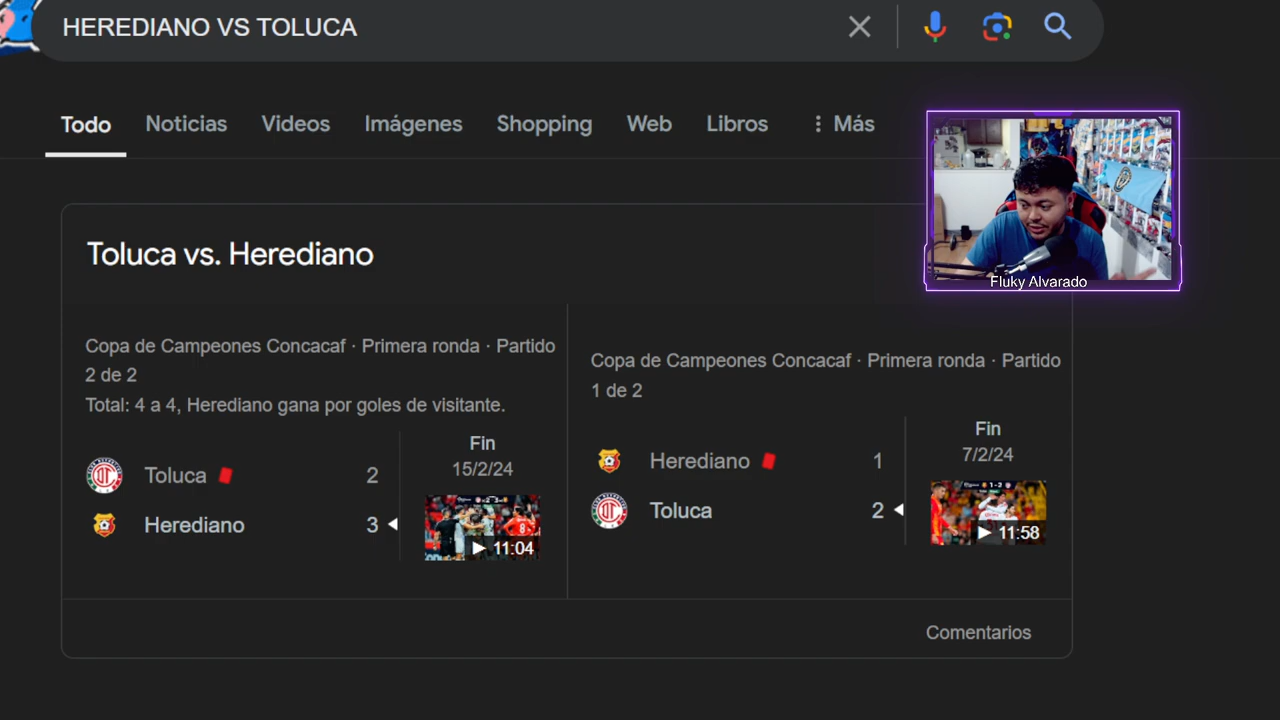 HEREDIANO VS TOLUCA
Todo Noticias Videos Imágenes Shopping Web Libros Más
Fluky Alvarado
Toluca vs. Herediano
Copa de Campeones Concacaf · Primera ronda · Partido
2 de 2
Total: 4 a 4, Herediano gana por goles de visitante.
Toluca 2
Herediano 3
Fin
15/2/24
11:04
Copa de Campeones Concacaf · Primera ronda · Partido
1 de 2
Herediano 1
Toluca 2
Fin
7/2/24
1 - 2
11:58
Comentarios